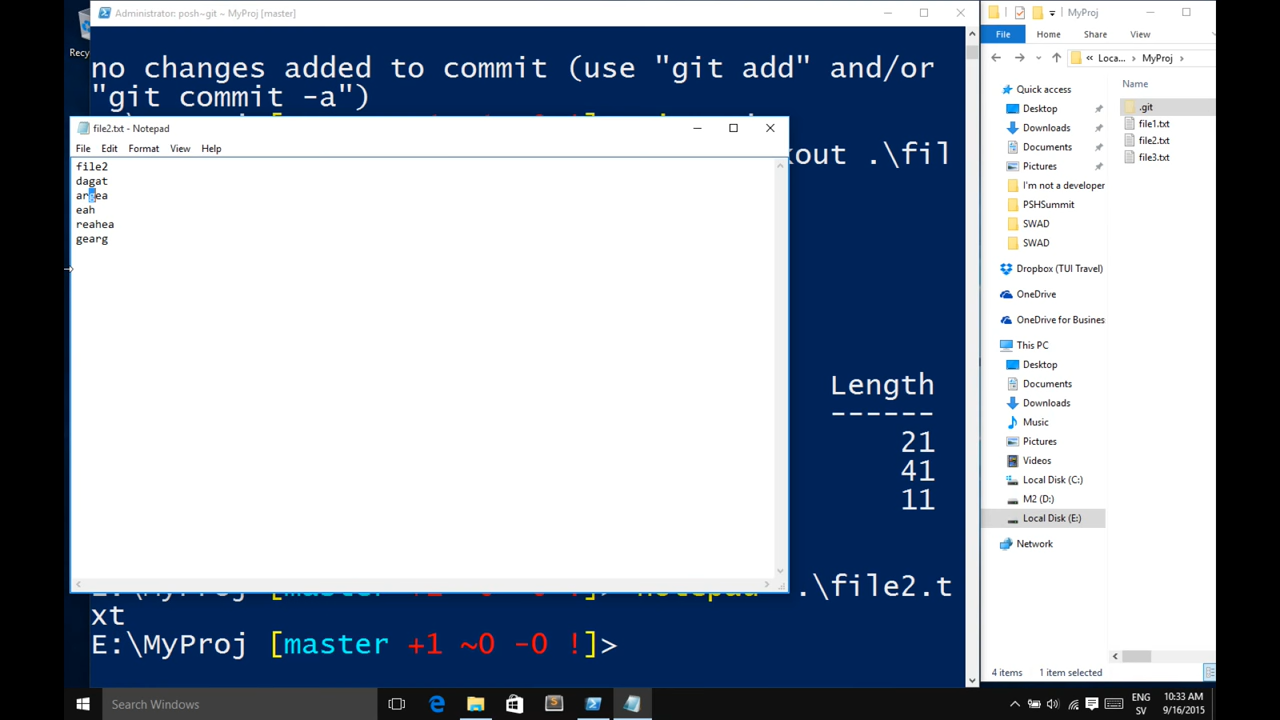 Recy
Administrator: posh~git ~ MyProj [master]
no changes added to commit (use "git add" and/or
"git commit -a")
kout .\fil
file2.txt - Notepad
File Edit Format View Help
file2
dagat
eah
reahea
gearg
Length
------
21
41
11
notepad .\file2.t
xt
E:\MyProj [master +1 ~0 -0 !]>
MyProj
File Home Share View
« Loca... › MyProj ›
Name
Quick access
Desktop
Downloads
Documents
Pictures
I'm not a developer
PSHSummit
SWAD
SWAD
Dropbox (TUI Travel)
OneDrive
OneDrive for Busines
This PC
Desktop
Documents
Downloads
Music
Pictures
Videos
Local Disk (C:)
M2 (D:)
Local Disk (E:)
Network
.git
file1.txt
file2.txt
file3.txt
4 items 1 item selected
Search Windows
ENG
SV
10:33 AM
9/16/2015